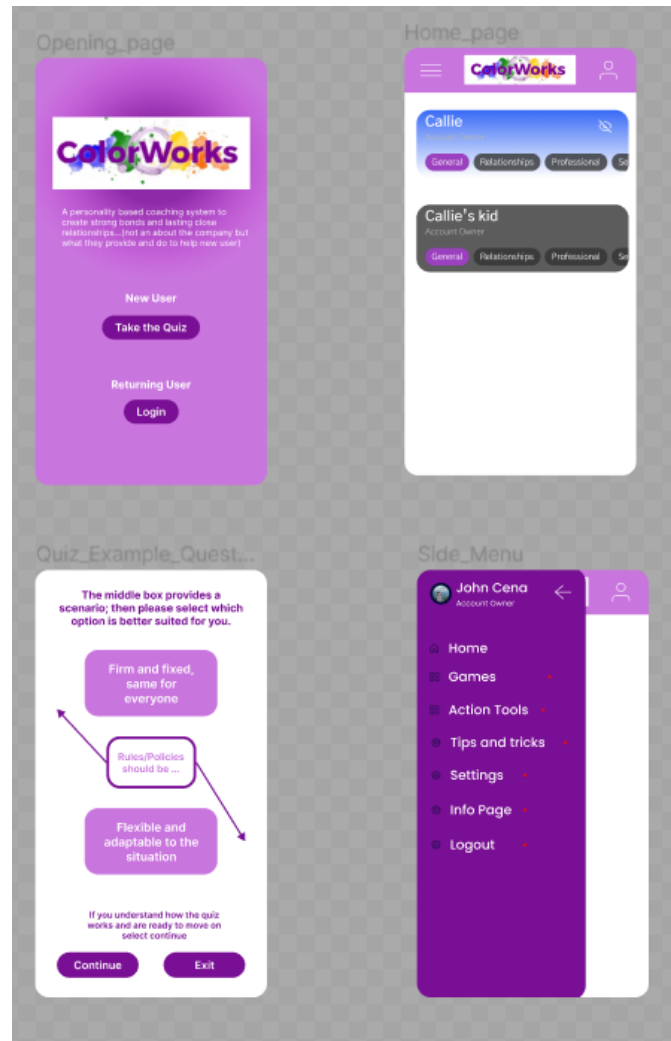 Opening_page
ColorWorks
A personality based coaching system to
create strong bonds and lasting close
relationships...(not an about the company but
what they provide and do to help new user)
New User
Take the Quiz
Returning User
Login
Home_page
ColorWorks
Callie
Account Owner
General Relationships Professional Se
Callie's kid
Account Owner
General Relationships Professional Se
Quiz_Example_Quest...
The middle box provides a
scenario; then please select which
option is better suited for you.
Firm and fixed,
same for
everyone
Rules/Policies
should be ...
Flexible and
adaptable to the
situation
If you understand how the quiz
works and are ready to move on
select continue
Continue Exit
Side_Menu
John Cena
Account Owner
Home
Games
Action Tools
Tips and tricks
Settings
Info Page
Logout